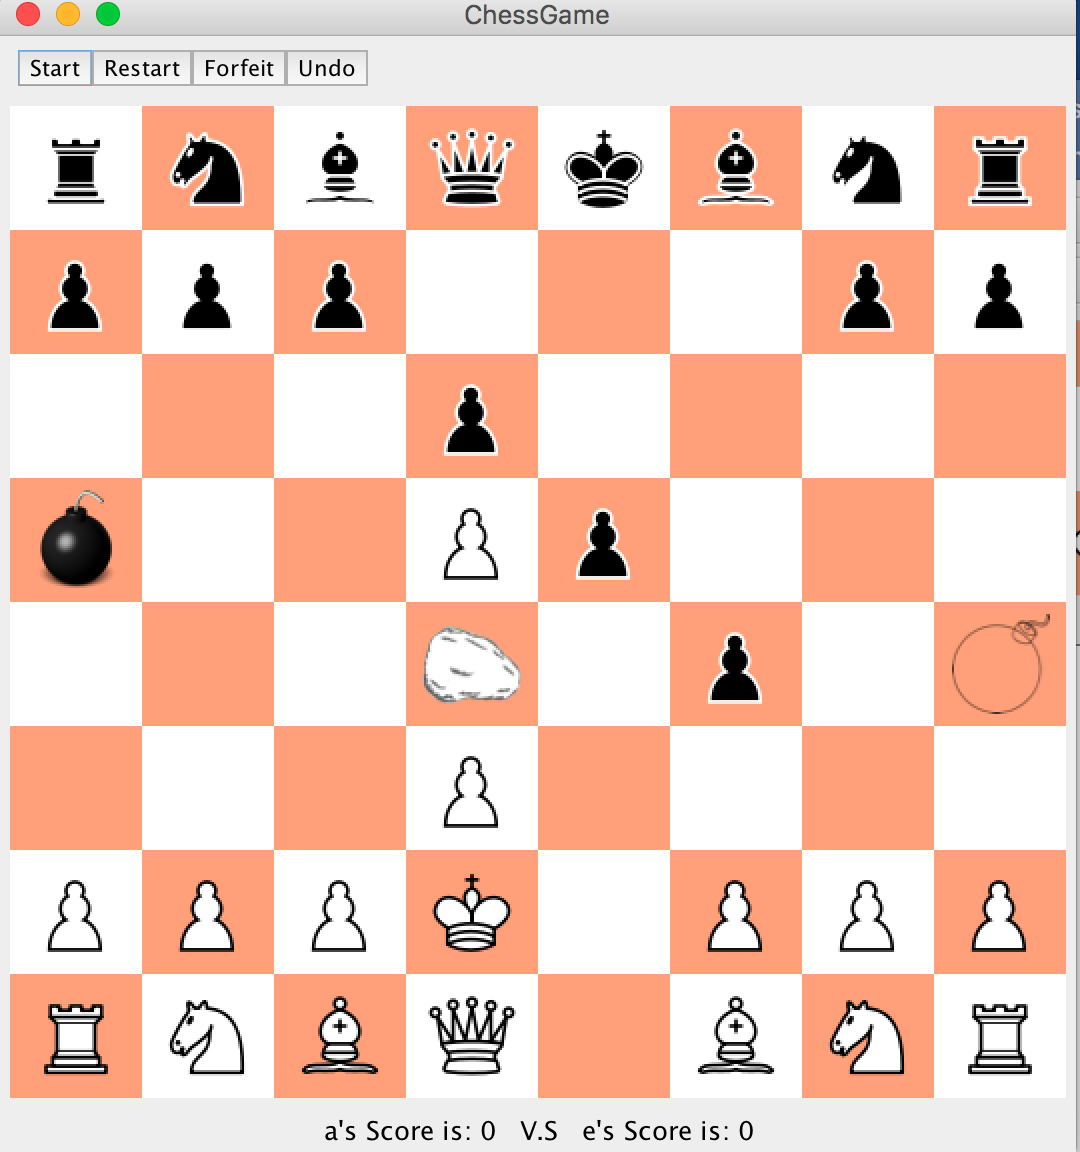 ChessGame
Start Restart Forfeit Undo
a's Score is: 0 V.S e's Score is: 0